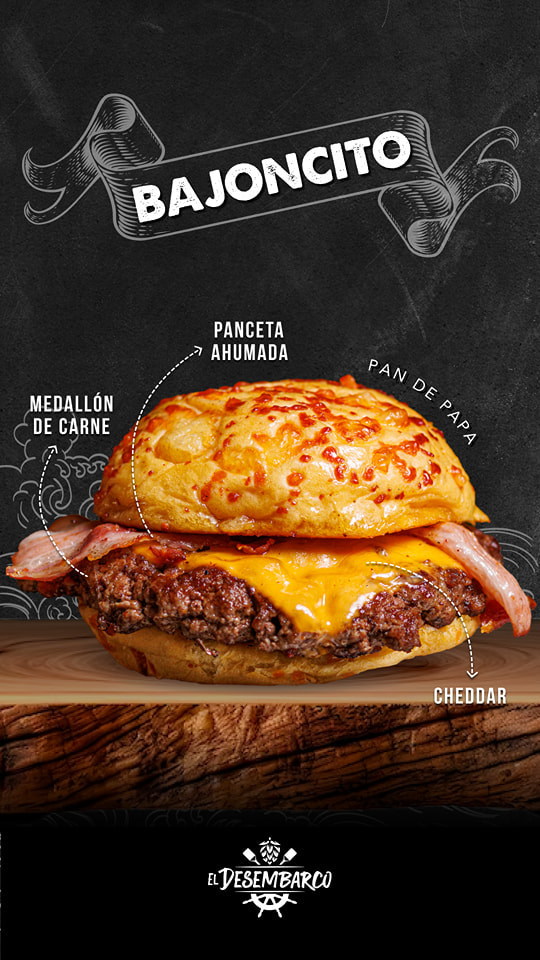 BAJONCITO
PANCETA
AHUMADA
PAN DE PAPA
MEDALLÓN
DE CARNE
CHEDDAR
EL DESEMBARCO